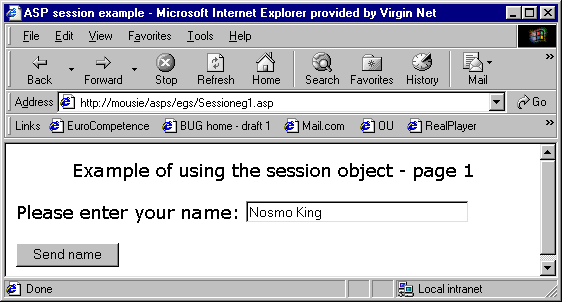 ASP session example - Microsoft Internet Explorer provided by Virgin Net
File Edit View Favorites Tools Help
Back Forward Stop Refresh Home Search Favorites History Mail »
Address http://mousie/asps/egs/Sessioneg1.asp Go
Links EuroCompetence BUG home - draft 1 Mail.com OU RealPlayer »
Example of using the session object - page 1
Please enter your name: Nosmo King
Send name
Done Local intranet